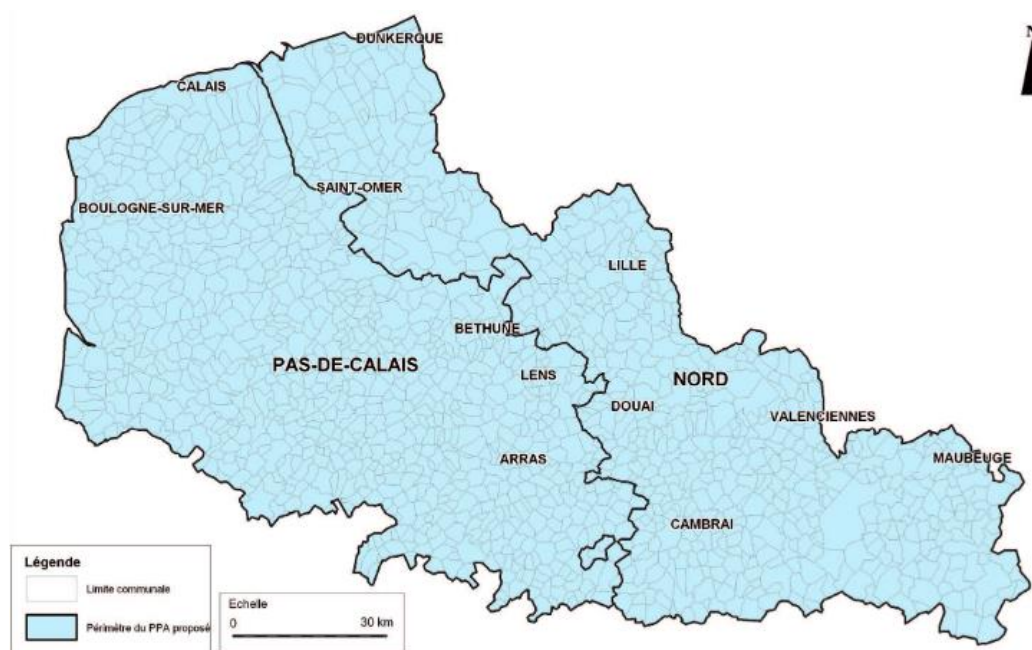 N
DUNKERQUE
CALAIS
SAINT-OMER
BOULOGNE-SUR-MER
LILLE
BETHUNE
PAS-DE-CALAIS
LENS
NORD
DOUAI
VALENCIENNES
ARRAS
MAUBEUGE
CAMBRAI
Légende
Limite communale
Périmètre du PPA proposé
Echelle
0 30 km